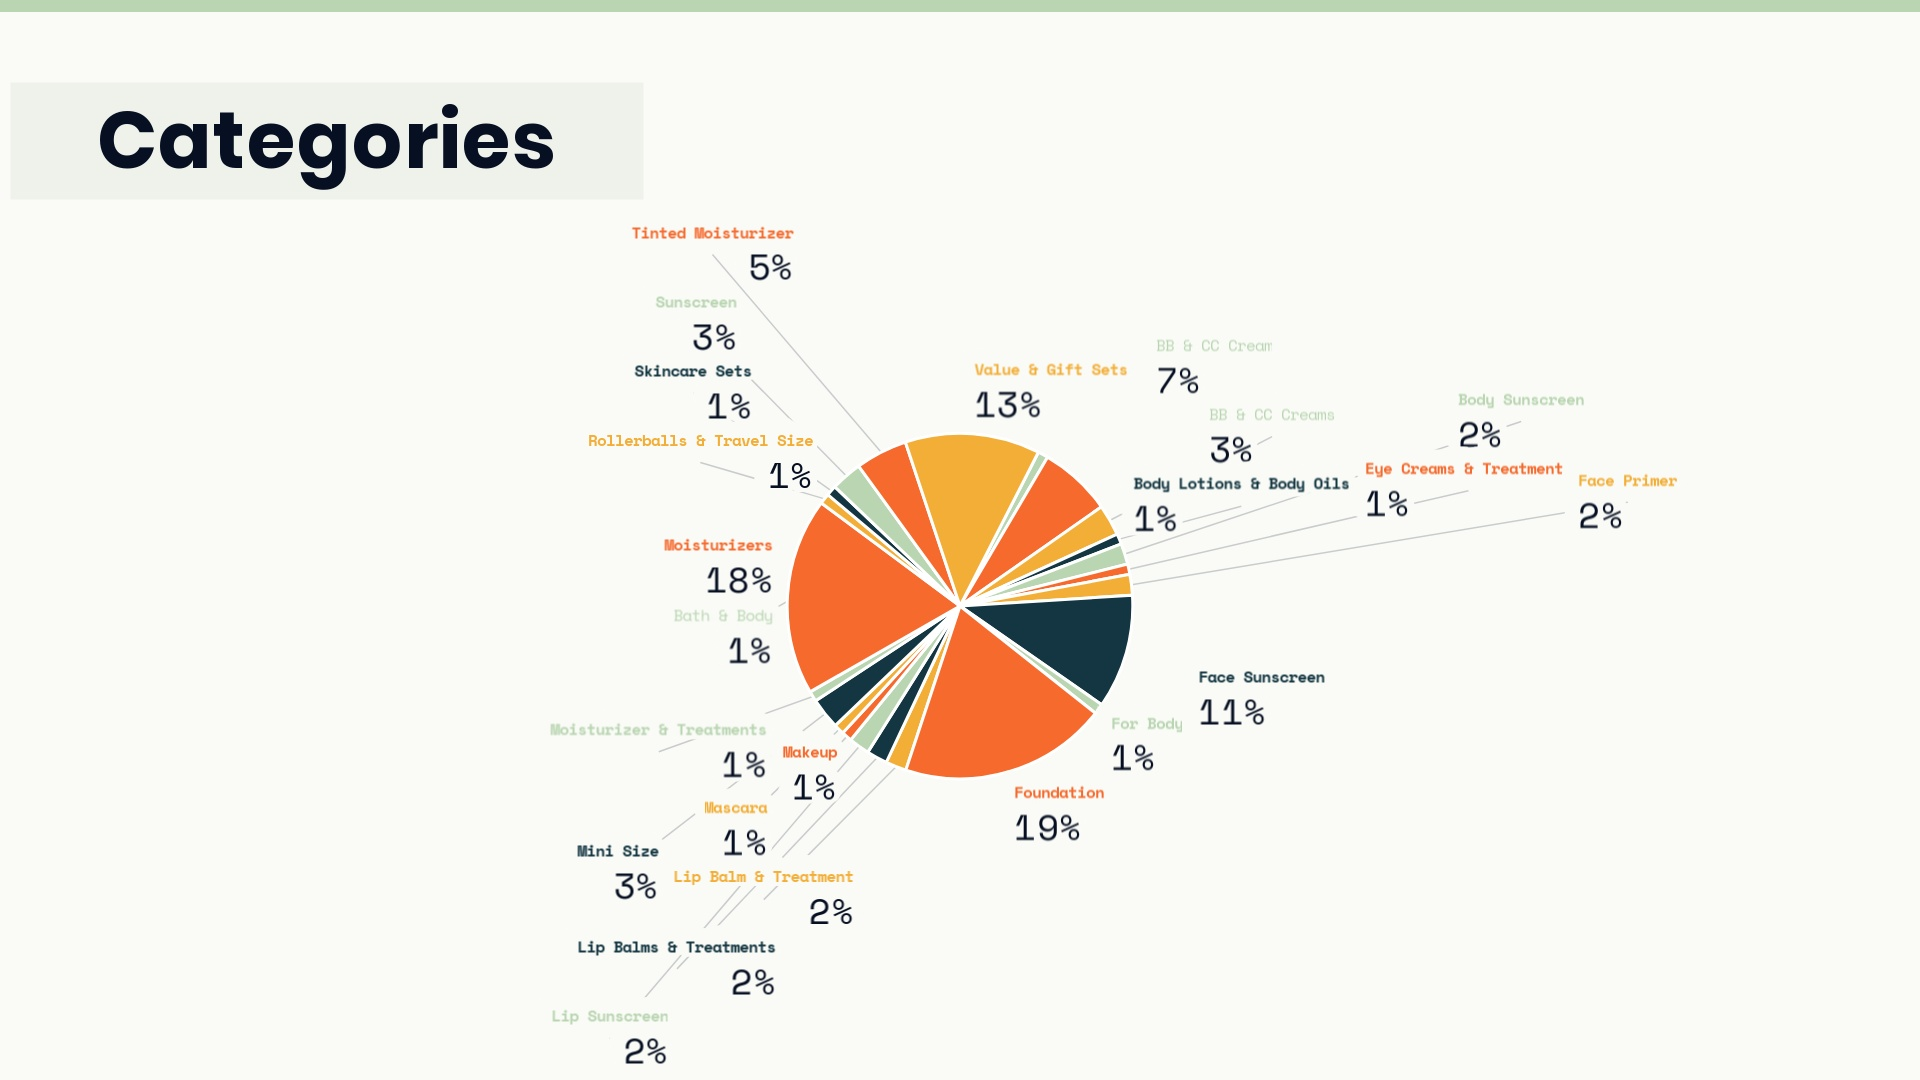 Categories
Tinted Moisturizer
5%
Sunscreen
3%
Skincare Sets
1%
Rollerballs & Travel Size
1%
Moisturizers
18%
Bath & Body
1%
Moisturizer & Treatments
1%
Makeup
1%
Mascara
1%
Mini Size
3%
Lip Balm & Treatment
2%
Lip Balms & Treatments
2%
Lip Sunscreen
2%
Value & Gift Sets
13%
BB & CC Cream
7%
BB & CC Creams
3%
Body Lotions & Body Oils
1%
Body Sunscreen
2%
Eye Creams & Treatment
1%
Face Primer
2%
Face Sunscreen
11%
For Body
1%
Foundation
19%